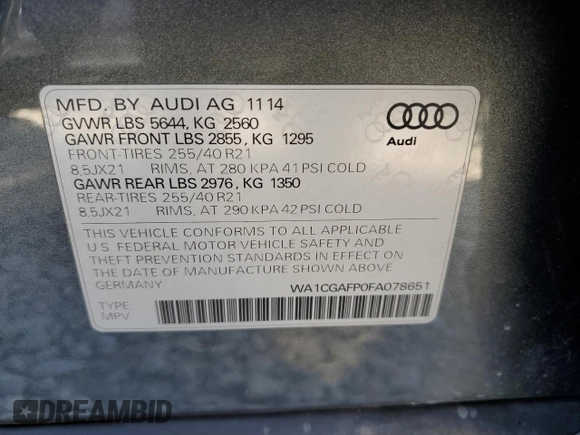 MFD. BY AUDI AG 11 14
GVWR LBS 5644, KG 2560
GAWR FRONT LBS 2855, KG 1295
FRONT-TIRES 255/40 R21
8,5JX21 RIMS, AT 280 KPA 41 PSI COLD
GAWR REAR LBS 2976, KG 1350
REAR-TIRES 255/40 R21
8,5JX21 RIMS, AT 290 KPA 42 PSI COLD
Audi
THIS VEHICLE CONFORMS TO ALL APPLICABLE
U.S. FEDERAL MOTOR VEHICLE SAFETY AND
THEFT PREVENTION STANDARDS IN EFFECT ON
THE DATE OF MANUFACTURE SHOWN ABOVE.
GERMANY WA1CGAFP0FA078651
TYPE:
MPV
DREAMBID